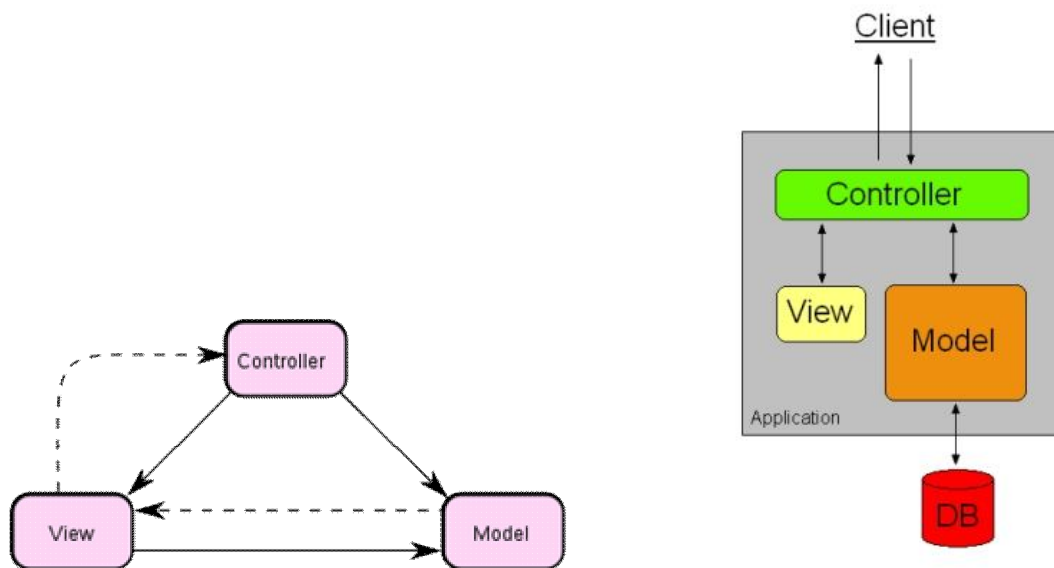 Controller
View
Model
Client
Controller
View
Model
Application
DB